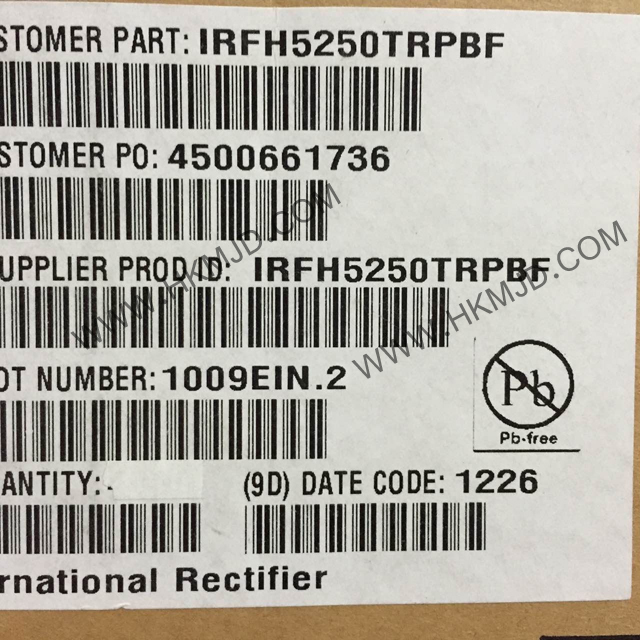 STOMER PART: IRFH5250TRPBF
STOMER PO: 4500661736
UPPLIER PROD ID: IRFH5250TRPBF
OT NUMBER: 1009EIN.2
Pb
Pb-free
ANTITY:-
(9D) DATE CODE: 1226
rnational Rectifier
WWW.HKMJD.COM
WWW.HKMJD.COM